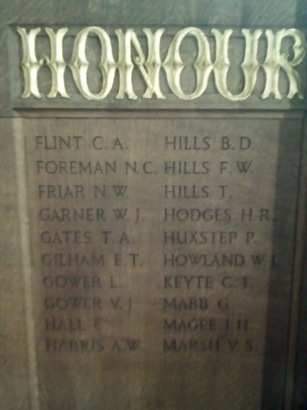 HONOUR
FLINT C.A.
FOREMAN N.C.
FRIAR N.W.
GARNER W.J.
GATES T.A.
GILHAM E.T.
GOWER L.
GOWER V.J
HALL F
HARRIS A.W.
HILLS B.D.
HILLS F.W.
HILLS T.
HODGES H.R.
HUXSTEP P.
HOWLAND W.J.
KEYTE C.T.
MABB G.
MAGEE J.H.
MARSH V.S.